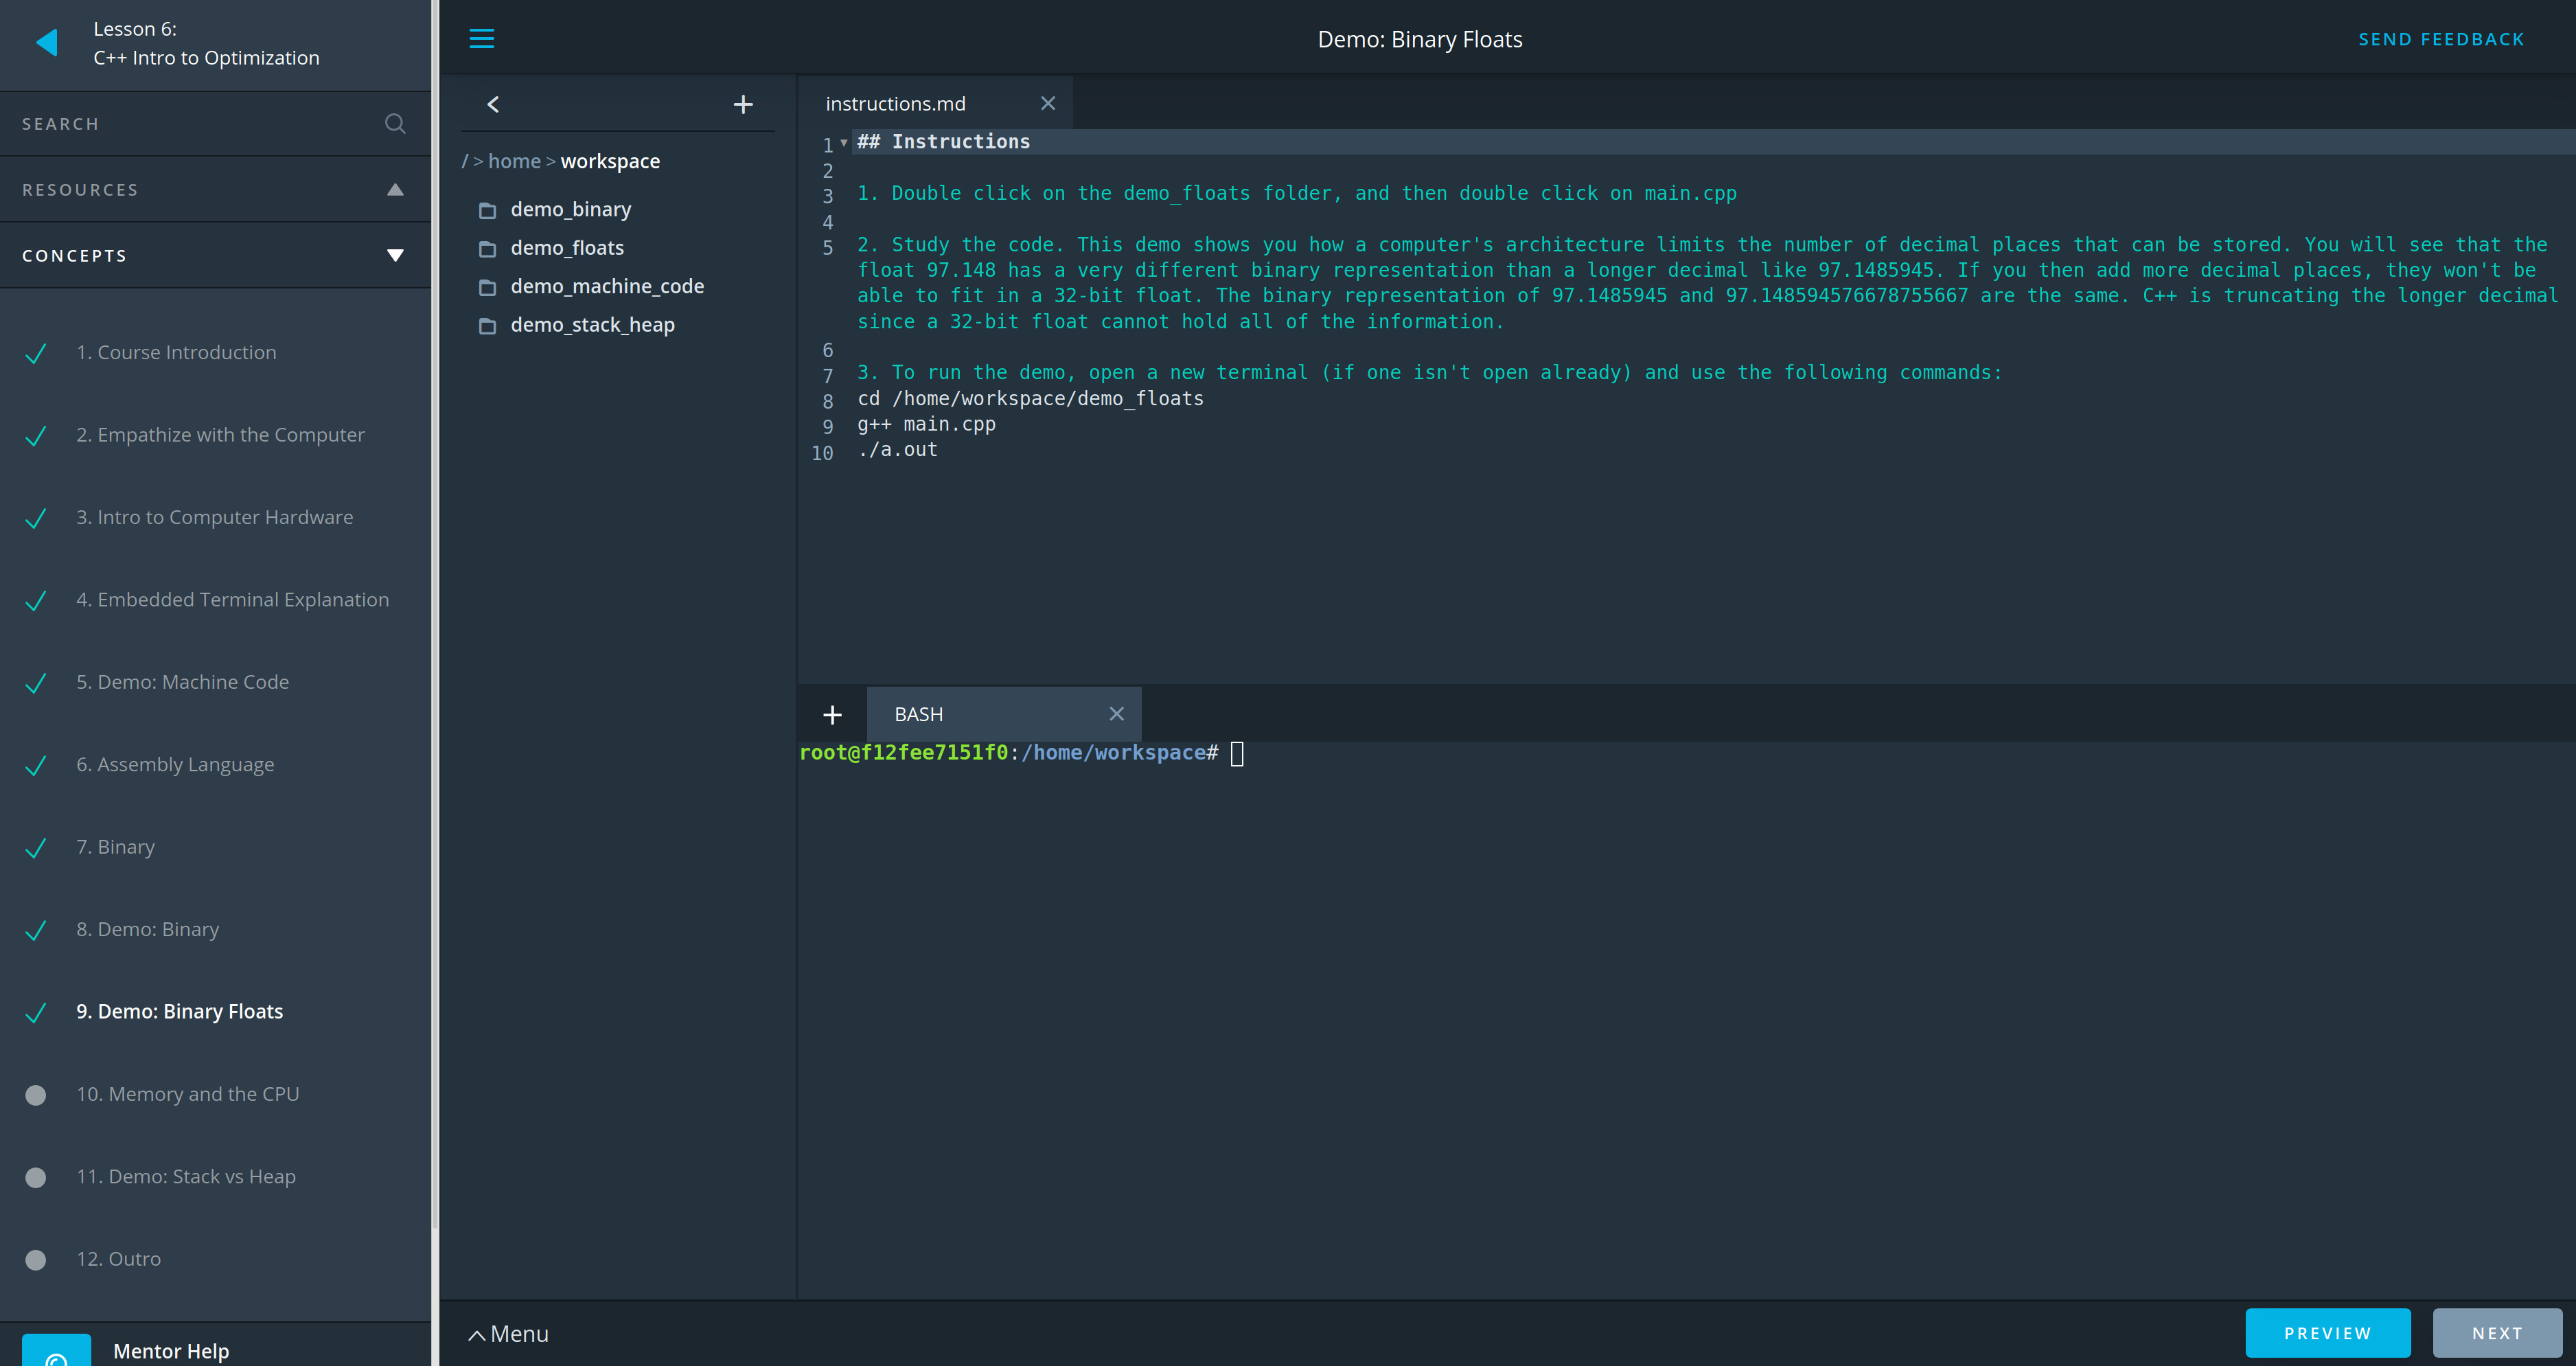 Lesson 6:
C++ Intro to Optimization
SEARCH
RESOURCES
CONCEPTS
1. Course Introduction
2. Empathize with the Computer
3. Intro to Computer Hardware
4. Embedded Terminal Explanation
5. Demo: Machine Code
6. Assembly Language
7. Binary
8. Demo: Binary
9. Demo: Binary Floats
10. Memory and the CPU
11. Demo: Stack vs Heap
12. Outro
Mentor Help
Demo: Binary Floats
SEND FEEDBACK
/ > home > workspace
demo_binary
demo_floats
demo_machine_code
demo_stack_heap
instructions.md
1 ## Instructions
2
3 1. Double click on the demo_floats folder, and then double click on main.cpp
4
5 2. Study the code. This demo shows you how a computer's architecture limits the number of decimal places that can be stored. You will see that the
float 97.148 has a very different binary representation than a longer decimal like 97.1485945. If you then add more decimal places, they won't be
able to fit in a 32-bit float. The binary representation of 97.1485945 and 97.148594576678755667 are the same. C++ is truncating the longer decimal
since a 32-bit float cannot hold all of the information.
6
7 3. To run the demo, open a new terminal (if one isn't open already) and use the following commands:
8 cd /home/workspace/demo_floats
9 g++ main.cpp
10 ./a.out
BASH
root@f12fee7151f0:/home/workspace#
Menu
PREVIEW
NEXT